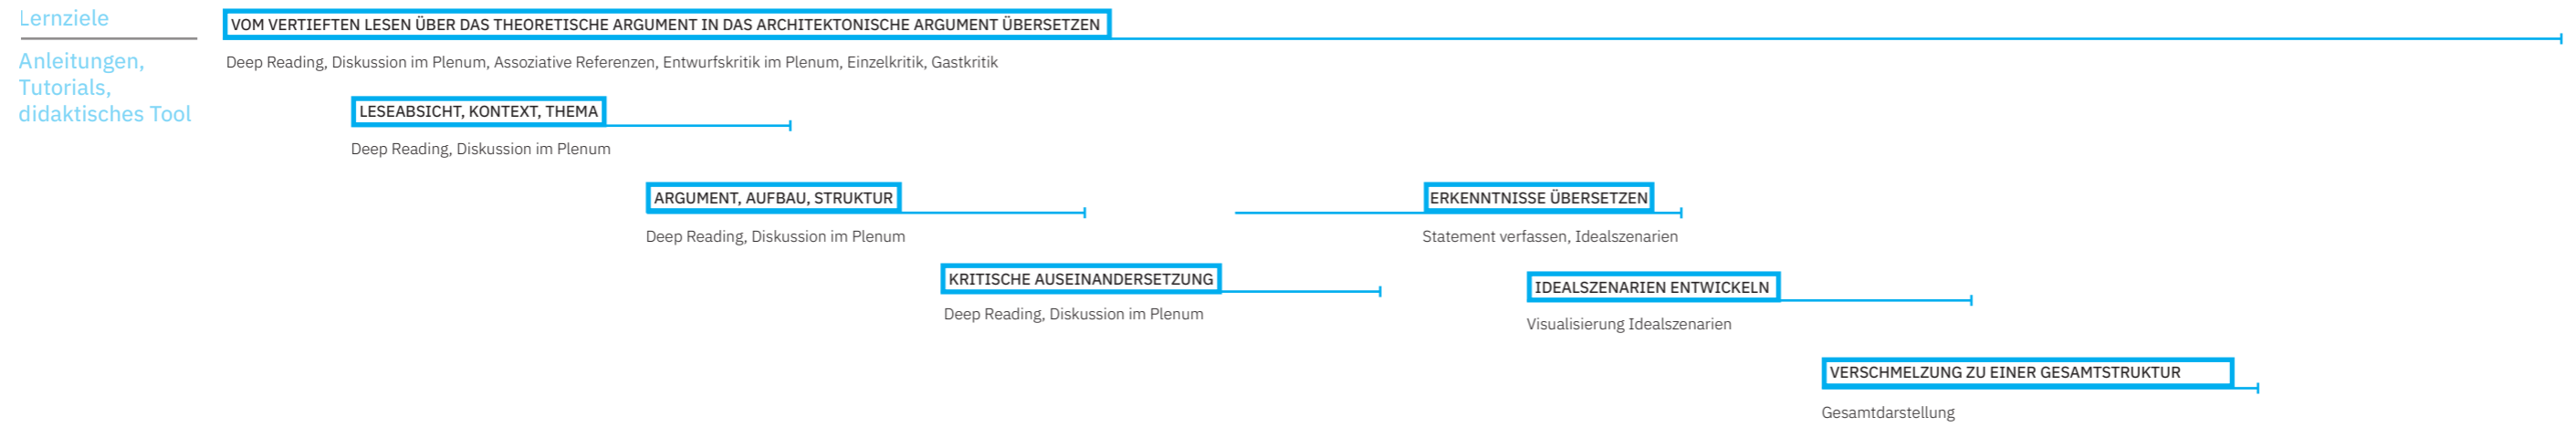 Lernziele
Anleitungen,
Tutorials,
didaktisches Tool
VOM VERTIEFTEN LESEN ÜBER DAS THEORETISCHE ARGUMENT IN DAS ARCHITEKTONISCHE ARGUMENT ÜBERSETZEN
Deep Reading, Diskussion im Plenum, Assoziative Referenzen, Entwurfskritik im Plenum, Einzelkritik, Gastkritik
LESEABSICHT, KONTEXT, THEMA
Deep Reading, Diskussion im Plenum
ARGUMENT, AUFBAU, STRUKTUR
Deep Reading, Diskussion im Plenum
ERKENNTNISSE ÜBERSETZEN
Statement verfassen, Idealszenarien
KRITISCHE AUSEINANDERSETZUNG
Deep Reading, Diskussion im Plenum
IDEALSZENARIEN ENTWICKELN
Visualisierung Idealszenarien
VERSCHMELZUNG ZU EINER GESAMTSTRUKTUR
Gesamtdarstellung